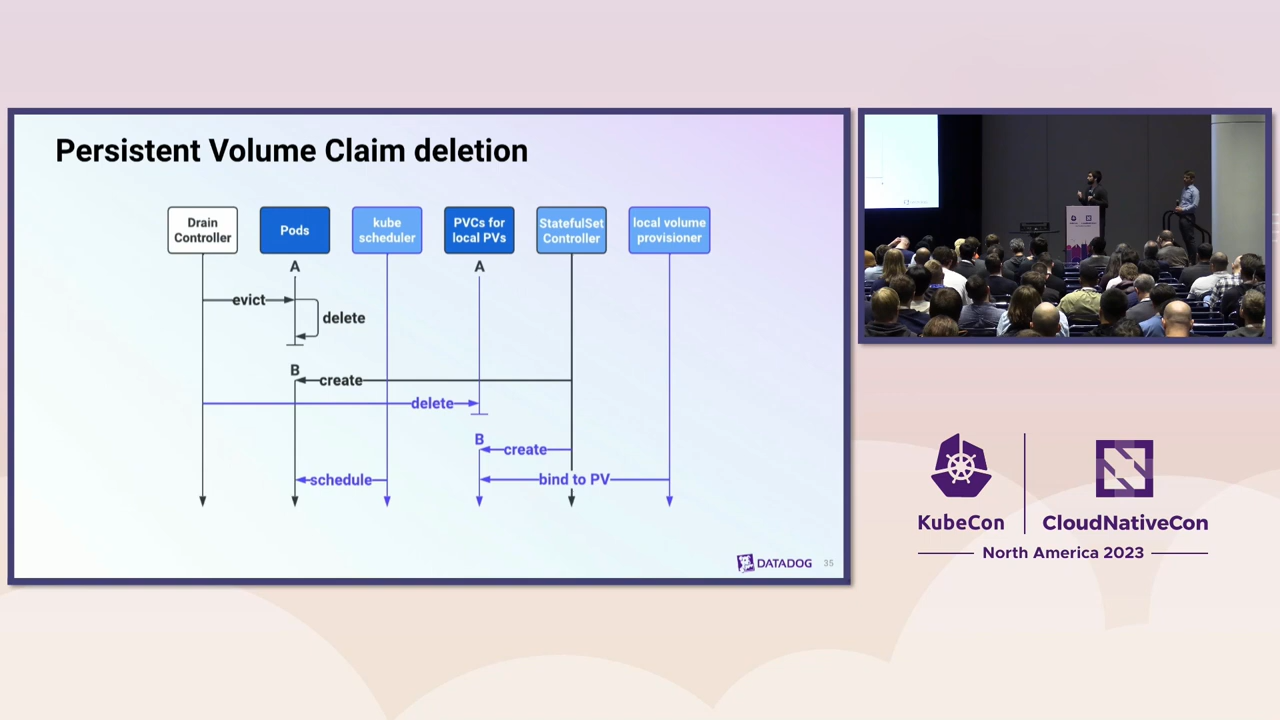 Persistent Volume Claim deletion
Drain
Controller
Pods
kube
scheduler
PVCs for
local PVs
StatefulSet
Controller
local volume
provisioner
A
A
evict
delete
B
create
delete
B
create
schedule
bind to PV
DATADOG
35
KubeCon
CloudNativeCon
North America 2023